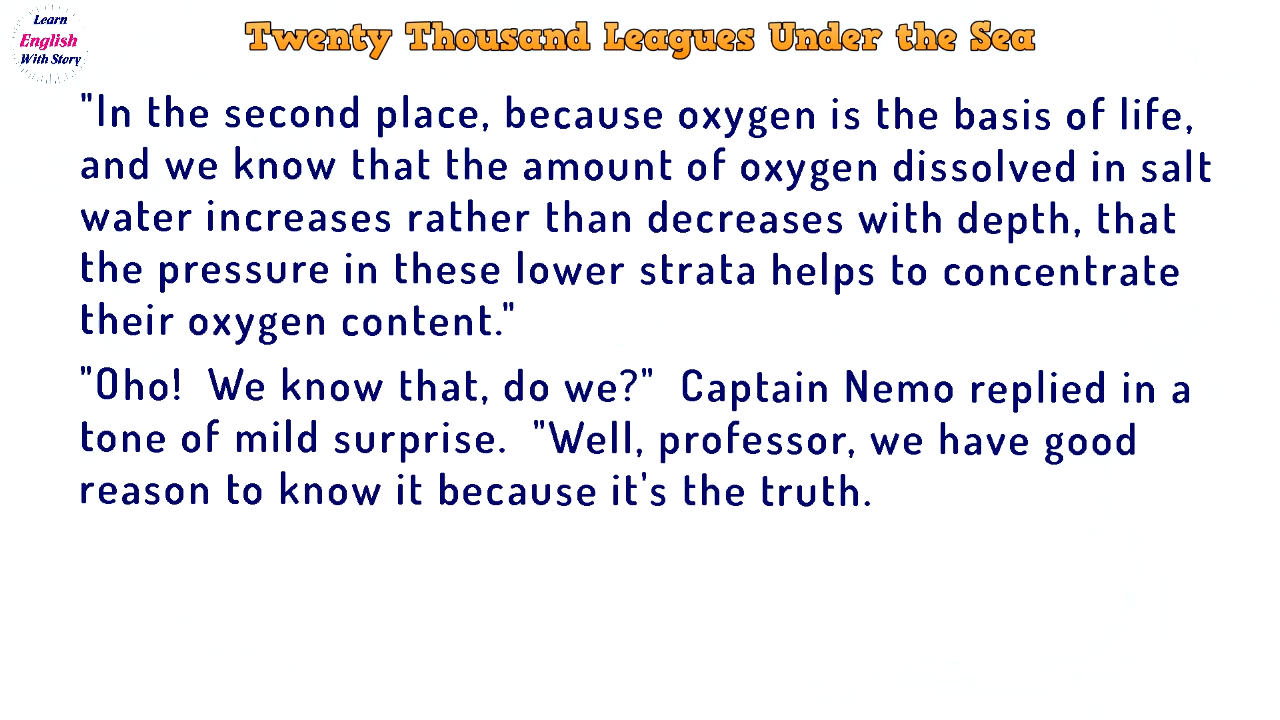 Learn
English
With Story
Twenty Thousand Leagues Under the Sea
"In the second place, because oxygen is the basis of life,
and we know that the amount of oxygen dissolved in salt
water increases rather than decreases with depth, that
the pressure in these lower strata helps to concentrate
their oxygen content."
"Oho!  We know that, do we?"  Captain Nemo replied in a
tone of mild surprise.  "Well, professor, we have good
reason to know it because it's the truth.